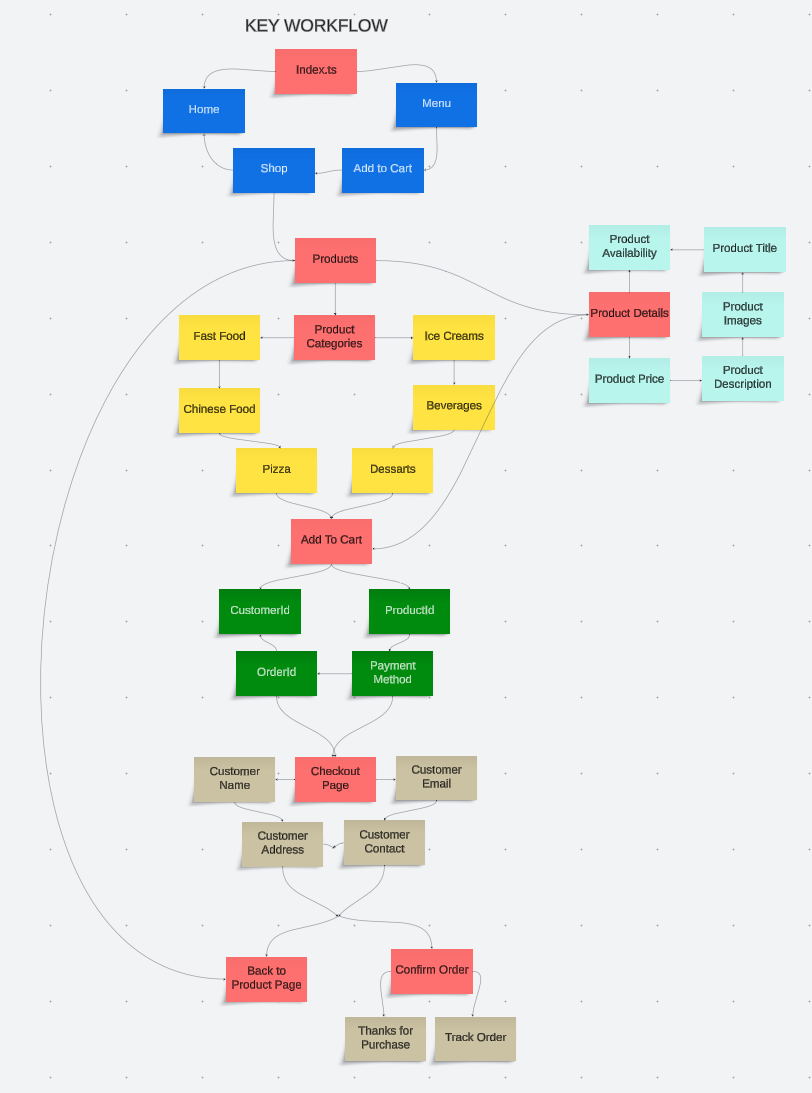 KEY WORKFLOW
Index.ts
Home
Menu
Shop
Add to Cart
Products
Product
Availability
Product Title
Product Details
Product
Images
Product Price
Product
Description
Fast Food
Product
Categories
Ice Creams
Chinese Food
Beverages
Pizza
Dessarts
Add To Cart
CustomerId
ProductId
OrderId
Payment
Method
Customer
Name
Checkout
Page
Customer
Email
Customer
Address
Customer
Contact
Back to
Product Page
Confirm Order
Thanks for
Purchase
Track Order